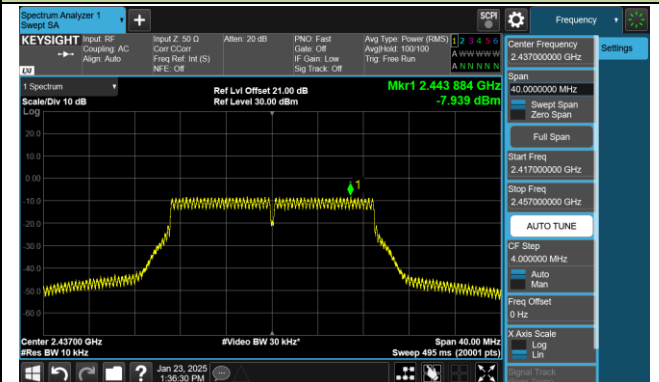 Spectrum Analyzer 1
Swept SA
+
SCPI
Frequency
KEYSIGHT
Input: RF
Coupling: AC
Align: Auto
Input Z: 50 Ω
Corr CCorr
Freq Ref: Int (S)
NFE: Off
Atten: 20 dB
PNO: Fast
Gate: Off
IF Gain: Low
Sig Track: Off
Avg Type: Power (RMS)
Avg|Hold: 100/100
Trig: Free Run
1 2 3 4 5 6
A W W W W W
A N N N N N
LXI
Center Frequency
2.437000000 GHz
Settings
Span
40.0000000 MHz
Swept Span
Zero Span
Full Span
Start Freq
2.417000000 GHz
Stop Freq
2.457000000 GHz
AUTO TUNE
CF Step
4.000000 MHz
Auto
Man
Freq Offset
0 Hz
X Axis Scale
Log
Lin
Signal Track
1 Spectrum
Scale/Div 10 dB
Log
Ref Lvl Offset 21.00 dB
Ref Level 30.00 dBm
Mkr1 2.443 884 GHz
-7.939 dBm
20.0
10.0
0.00
-10.0
-20.0
-30.0
-40.0
-50.0
-60.0
1
Center 2.43700 GHz
#Res BW 10 kHz
#Video BW 30 kHz*
Span 40.00 MHz
Sweep 495 ms (20001 pts)
?
Jan 23, 2025
1:36:30 PM